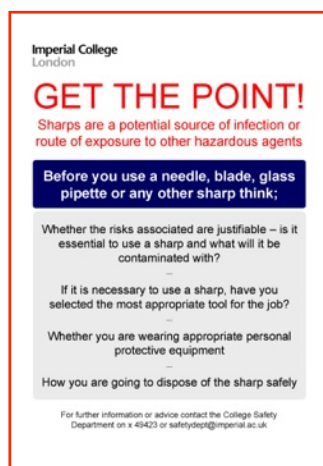 Imperial College
London
GET THE POINT!
Sharps are a potential source of infection or
route of exposure to other hazardous agents
Before you use a needle, blade, glass
pipette or any other sharp think;
Whether the risks associated are justifiable – is it
essential to use a sharp and what will it be
contaminated with?
...
If it is necessary to use a sharp, have you
selected the most appropriate tool for the job?
...
Whether you are wearing appropriate personal
protective equipment
...
How you are going to dispose of the sharp safely
For further information or advice contact the College Safety
Department on x 49423 or safetydept@imperial.ac.uk